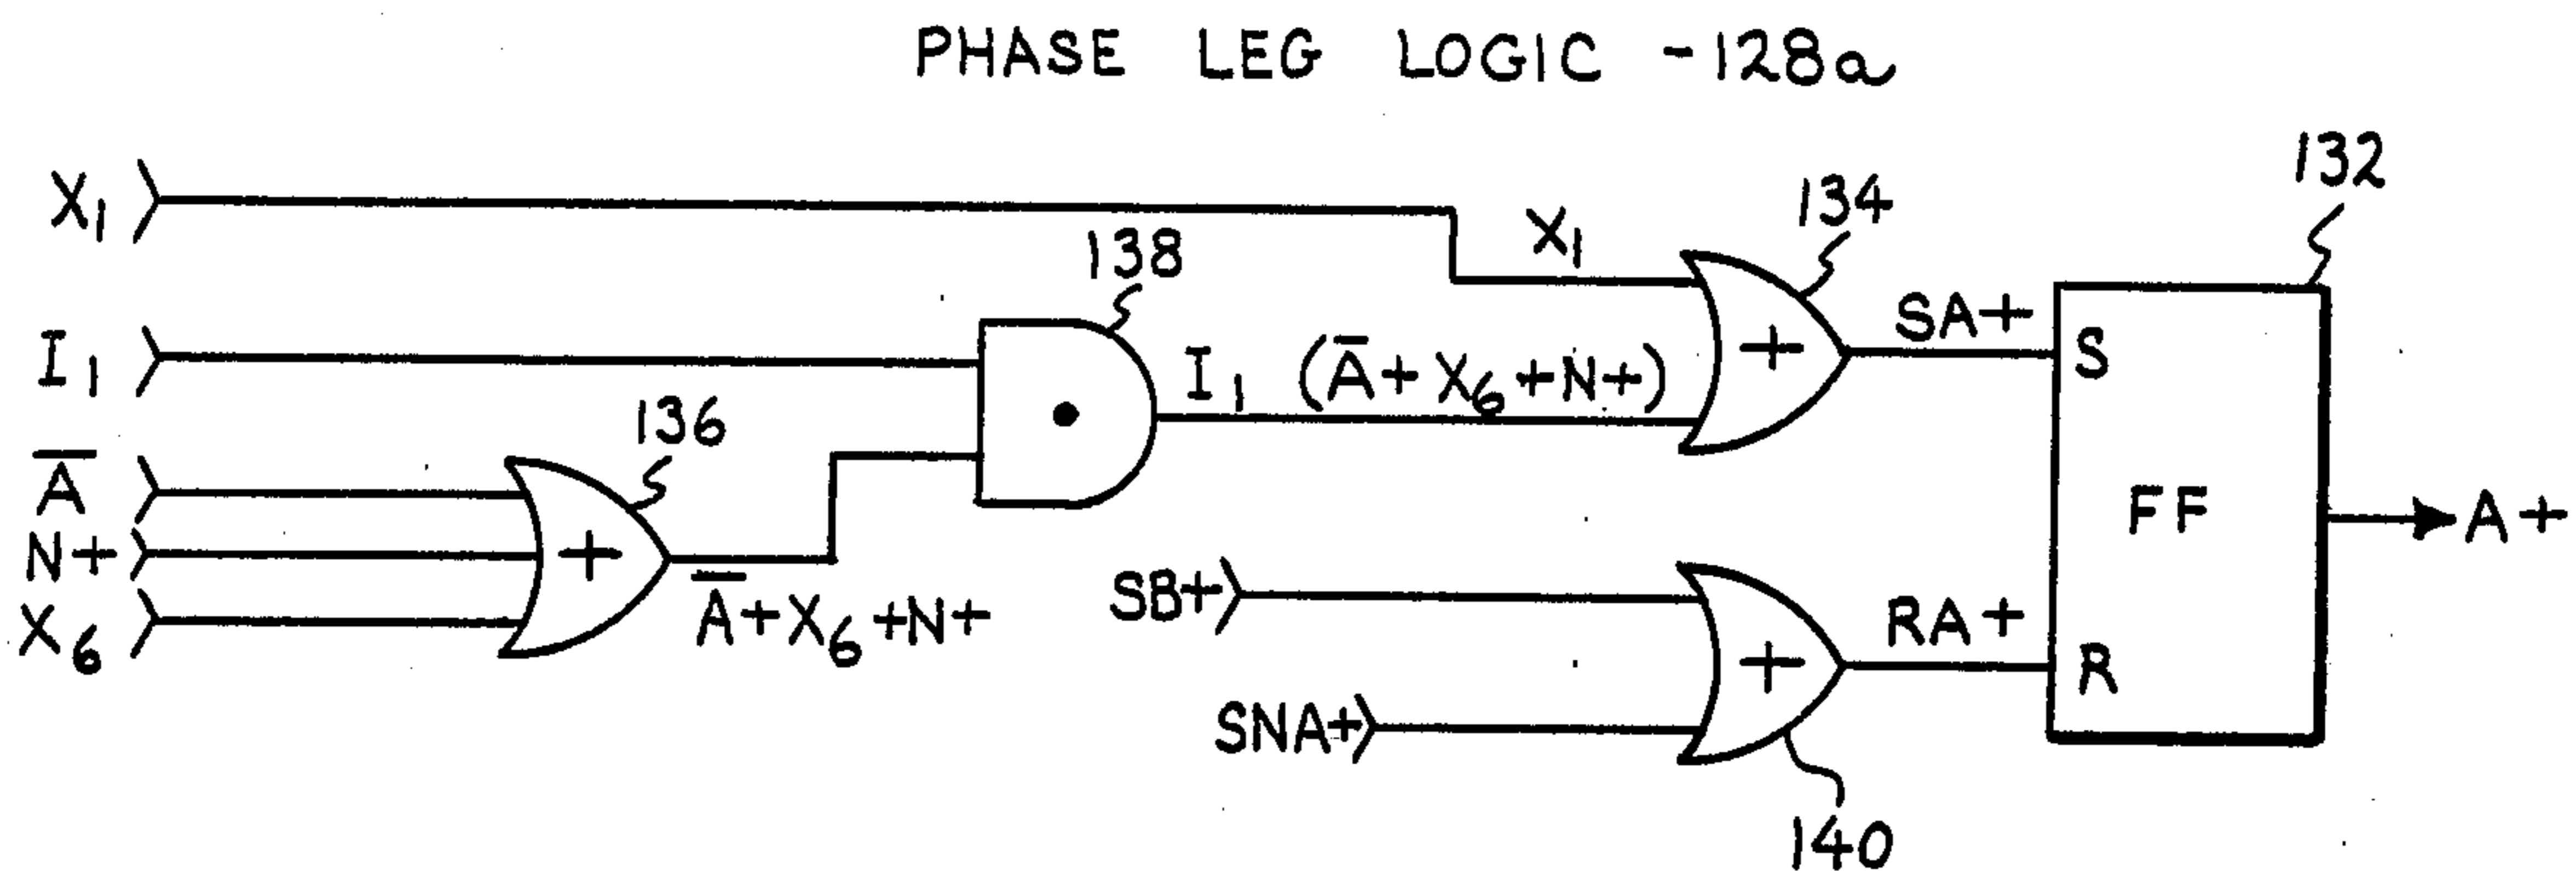 PHASE LEG LOGIC -128a
132
X₁
134
X₁
138
SA+
S
I₁
I₁ (A̅+X₆+N+)
136
A̅
FF
A+
N+
SB+
A̅+X₆+N+
RA+
X₆
R
SNA+
140
+
+
+